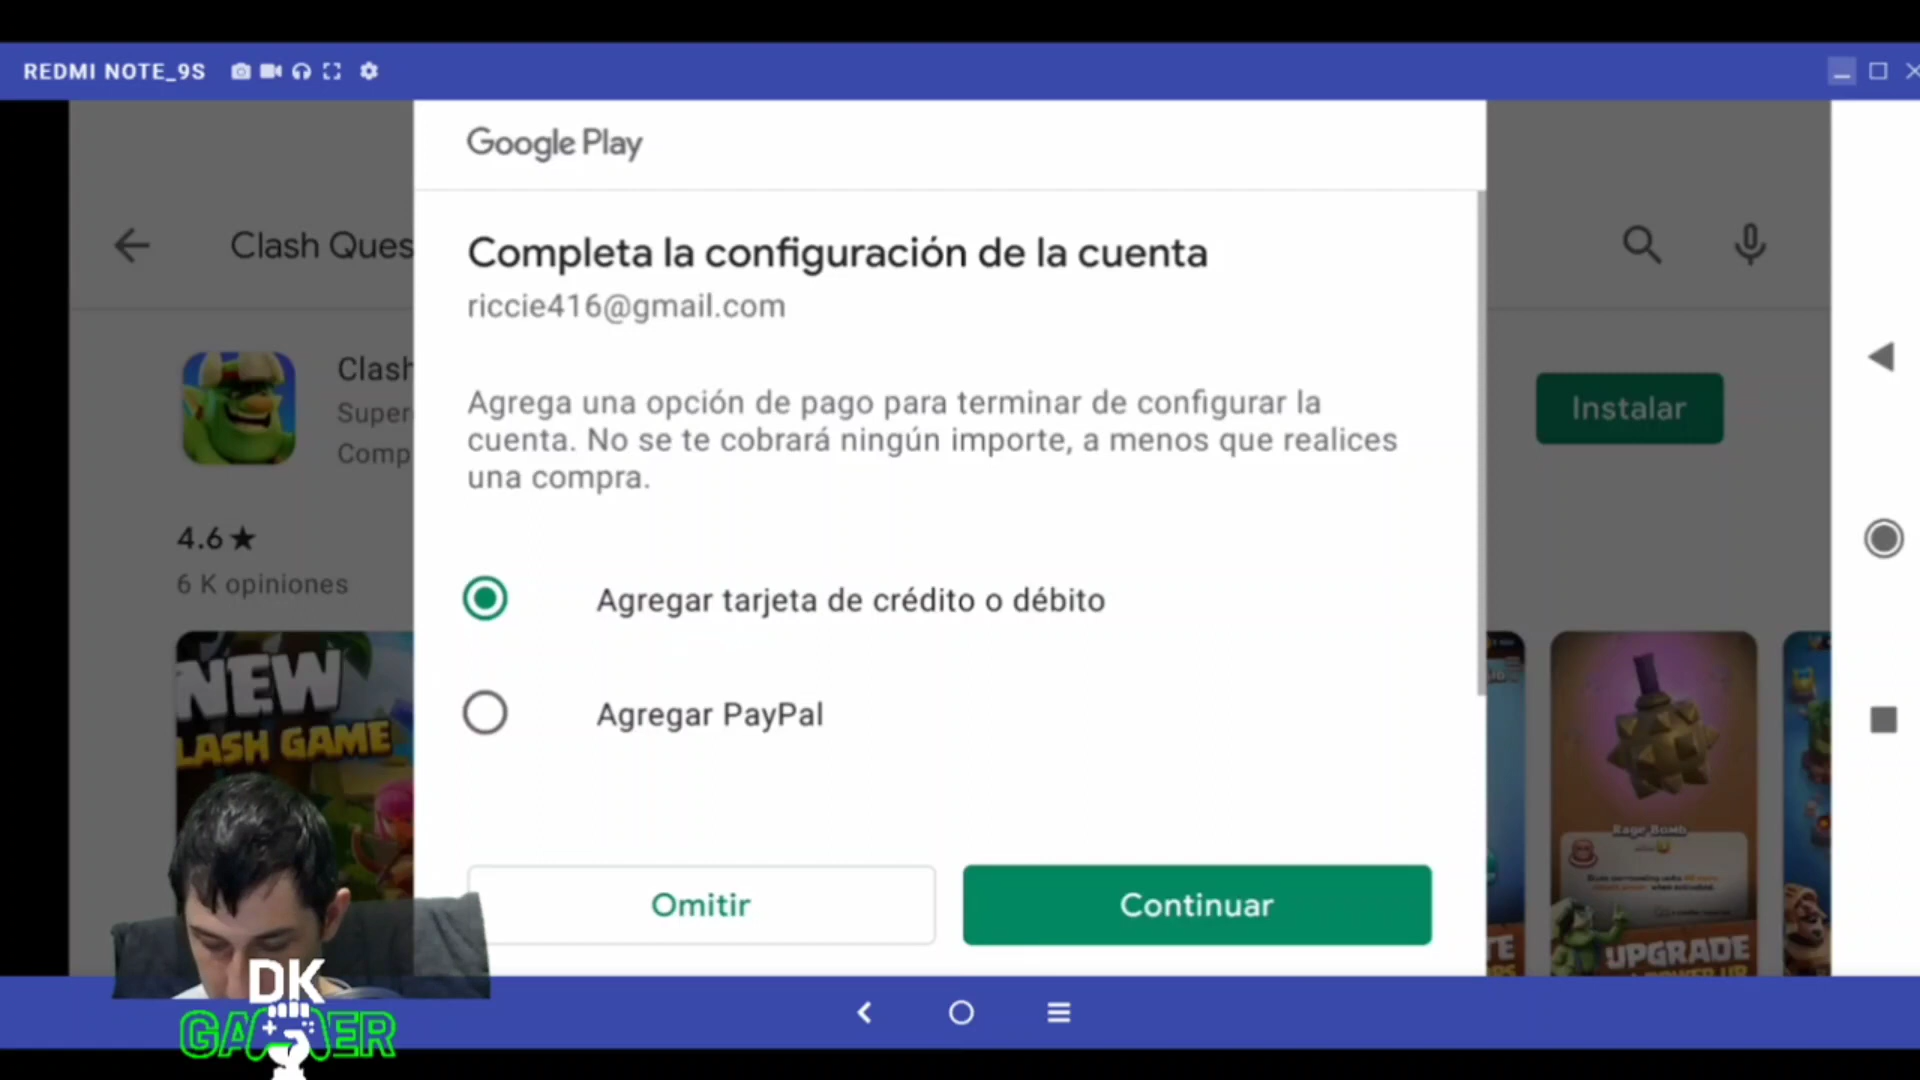 REDMI NOTE_9S
Google Play
Clash Ques
Completa la configuración de la cuenta
riccie416@gmail.com
Clash
Super
Comp
Instalar
Agrega una opción de pago para terminar de configurar la
cuenta. No se te cobrará ningún importe, a menos que realices
una compra.
4.6★
6 K opiniones
Agregar tarjeta de crédito o débito
Agregar PayPal
NEW
LASH GAME
Rage Bomb
Omitir
Continuar
UPGRADE
DK
GAMER